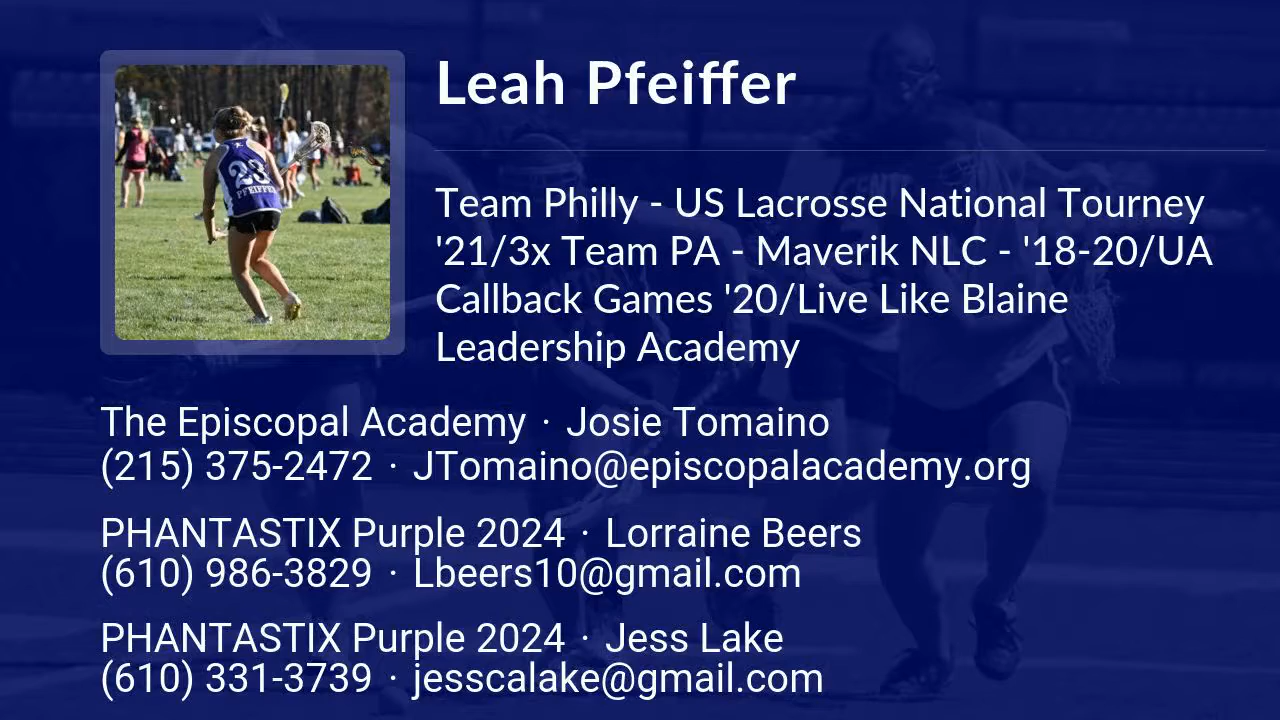 Leah Pfeiffer
23
PFEIFFER
Team Philly - US Lacrosse National Tourney
'21/3x Team PA - Maverik NLC - '18-20/UA
Callback Games '20/Live Like Blaine
Leadership Academy
The Episcopal Academy · Josie Tomaino
(215) 375-2472 · JTomaino@episcopalacademy.org
PHANTASTIX Purple 2024 · Lorraine Beers
(610) 986-3829 · Lbeers10@gmail.com
PHANTASTIX Purple 2024 · Jess Lake
(610) 331-3739 · jesscalake@gmail.com